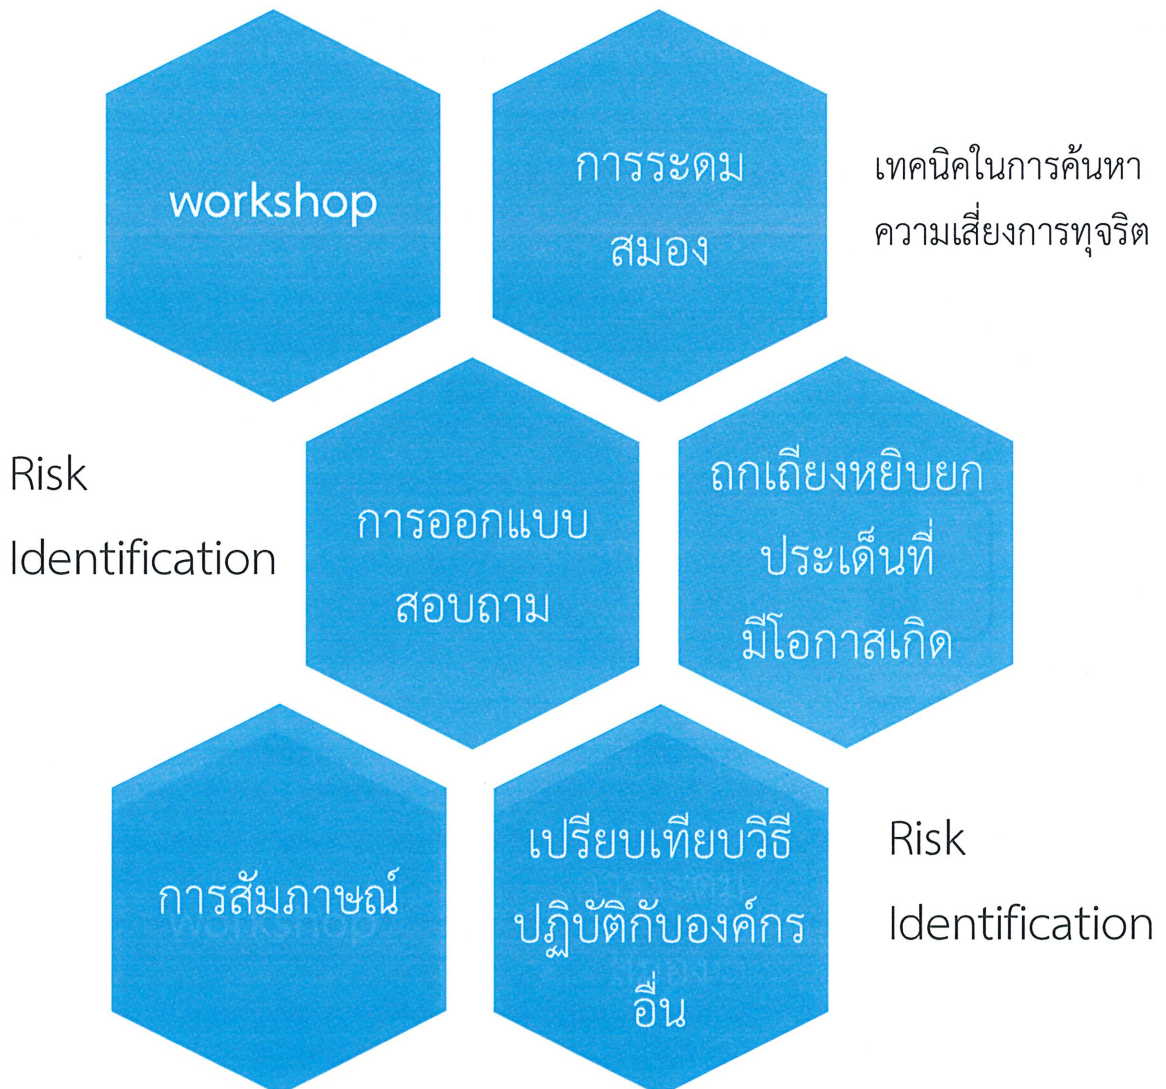 workshop
การระดม
สมอง
เทคนิคในการค้นหา
ความเสี่ยงการทุจริต
Risk
Identification
การออกแบบ
สอบถาม
ถกเถียงหยิบยก
ประเด็นที่
มีโอกาสเกิด
การสัมภาษณ์
เปรียบเทียบวิธี
ปฏิบัติกับองค์กร
อื่น
Risk
Identification